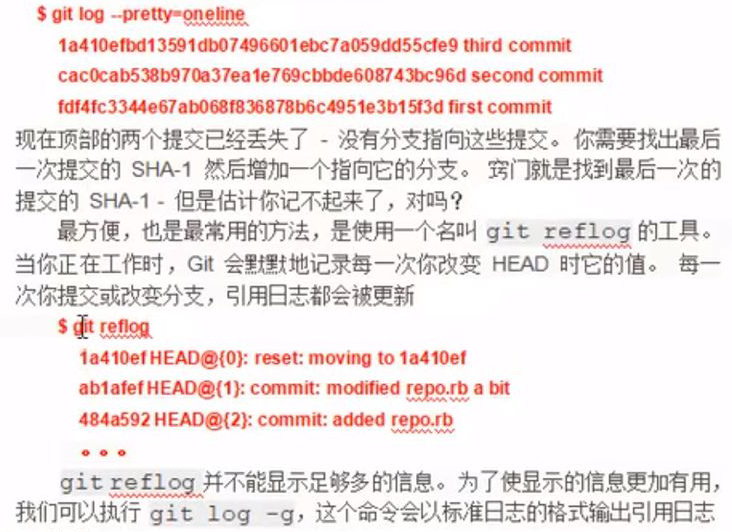 $ git log --pretty=oneline
1a410efbd13591db07496601ebc7a059dd55cfe9 third commit
cac0cab538b970a37ea1e769cbbde608743bc96d second commit
fdf4fc3344e67ab068f836878b6c4951e3b15f3d first commit
现在顶部的两个提交已经丢失了 - 没有分支指向这些提交。你需要找出最后
一次提交的 SHA-1 然后增加一个指向它的分支。 窍门就是找到最后一次的
提交的 SHA-1 - 但是估计你记不起来了，对吗？
最方便，也是最常用的方法，是使用一个名叫 git reflog 的工具。
当你正在工作时，Git 会默默地记录每一次你改变 HEAD 时它的值。 每一
次你提交或改变分支，引用日志都会被更新
$ git reflog
1a410ef HEAD@{0}: reset: moving to 1a410ef
ab1afef HEAD@{1}: commit: modified repo.rb a bit
484a592 HEAD@{2}: commit: added repo.rb
。。。
git reflog 并不能显示足够多的信息。为了使显示的信息更加有用，
我们可以执行 git log -g，这个命令会以标准日志的格式输出引用日志